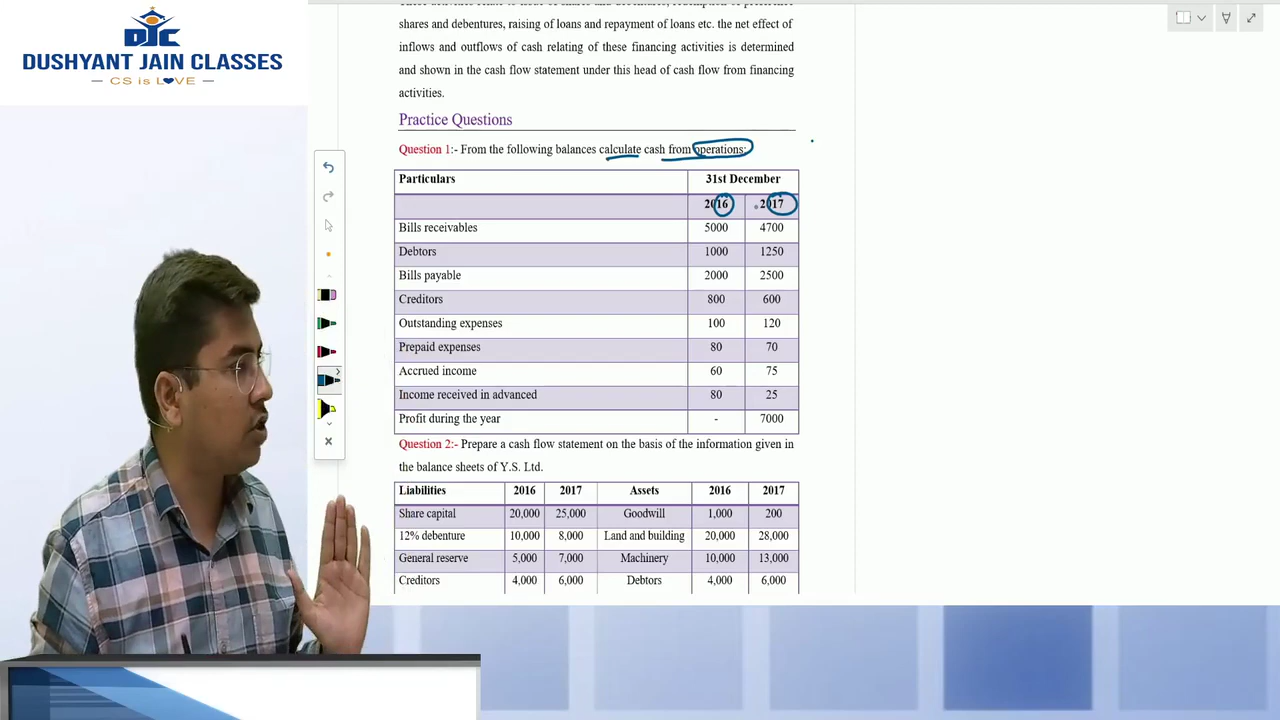 DUSHYANT JAIN CLASSES
CS is LOVE
shares and debentures, raising of loans and repayment of loans etc. the net effect of
inflows and outflows of cash relating of these financing activities is determined
and shown in the cash flow statement under this head of cash flow from financing
activities.
Practice Questions
Question 1:- From the following balances calculate cash from operations:
Particulars 31st December
2016 2017
Bills receivables 5000 4700
Debtors 1000 1250
Bills payable 2000 2500
Creditors 800 600
Outstanding expenses 100 120
Prepaid expenses 80 70
Accrued income 60 75
Income received in advanced 80 25
Profit during the year - 7000
Question 2:- Prepare a cash flow statement on the basis of the information given in
the balance sheets of Y.S. Ltd.
Liabilities 2016 2017 Assets 2016 2017
Share capital 20,000 25,000 Goodwill 1,000 200
12% debenture 10,000 8,000 Land and building 20,000 28,000
General reserve 5,000 7,000 Machinery 10,000 13,000
Creditors 4,000 6,000 Debtors 4,000 6,000